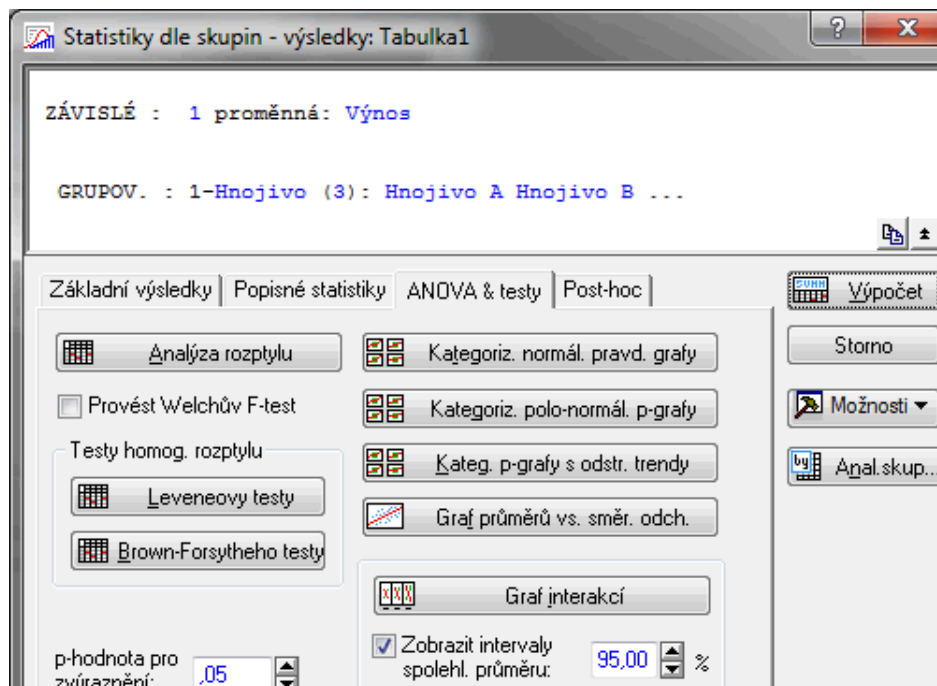 Statistiky dle skupin - výsledky: Tabulka1
ZÁVISLÉ : 1 proměnná: Výnos
GRUPOV. : 1-Hnojivo (3): Hnojivo A Hnojivo B ...
Základní výsledky
Popisné statistiky
ANOVA & testy
Post-hoc
Analýza rozptylu
Provést Welchův F-test
Testy homog. rozptylu
Leveneovy testy
Brown-Forsytheho testy
p-hodnota pro
zvýraznění:
,05
Kategoriz. normál. pravd. grafy
Kategoriz. polo-normál. p-grafy
Kateg. p-grafy s odstr. trendy
Graf průměrů vs. směr. odch.
Graf interakcí
Zobrazit intervaly
spolehl. průměru:
95,00 %
SUMM
Výpočet
Storno
Možnosti
by
Anal.skup...